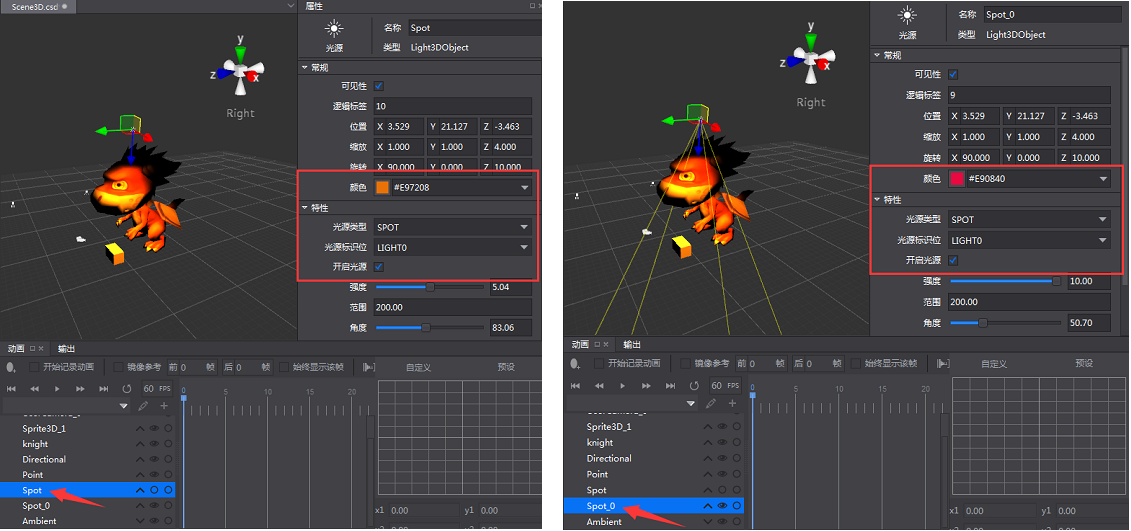 Scene3D.csd
属性
光源
名称 Spot
类型 Light3DObject
y
z
x
Right
常规
可见性
逻辑标签 10
位置 X 3.529 Y 21.127 Z -3.463
缩放 X 1.000 Y 1.000 Z 4.000
旋转 X 90.000 Y 0.000 Z 10.000
颜色 #E97208
特性
光源类型 SPOT
光源标识位 LIGHT0
开启光源
强度 5.04
范围 200.00
角度 83.06
动画 输出
开始记录动画 镜像参考 前 0 帧 后 0 帧 始终显示该帧 自定义 预设
60 FPS
0 5 10 15 20
Sprite3D_1
knight
Directional
Point
Spot
Spot_0
Ambient
x1 0.00 y1 0.00
光源
名称 Spot_0
类型 Light3DObject
y
z
x
Right
常规
可见性
逻辑标签 9
位置 X 3.529 Y 21.127 Z -3.463
缩放 X 1.000 Y 1.000 Z 4.000
旋转 X 90.000 Y 0.000 Z 10.000
颜色 #E90840
特性
光源类型 SPOT
光源标识位 LIGHT0
开启光源
强度 10.00
范围 200.00
角度 50.70
动画 输出
开始记录动画 镜像参考 前 0 帧 后 0 帧 始终显示该帧 自定义 预设
60 FPS
0 5 10 15 20
Sprite3D_1
knight
Directional
Point
Spot
Spot_0
Ambient
x1 0.00 y1 0.00